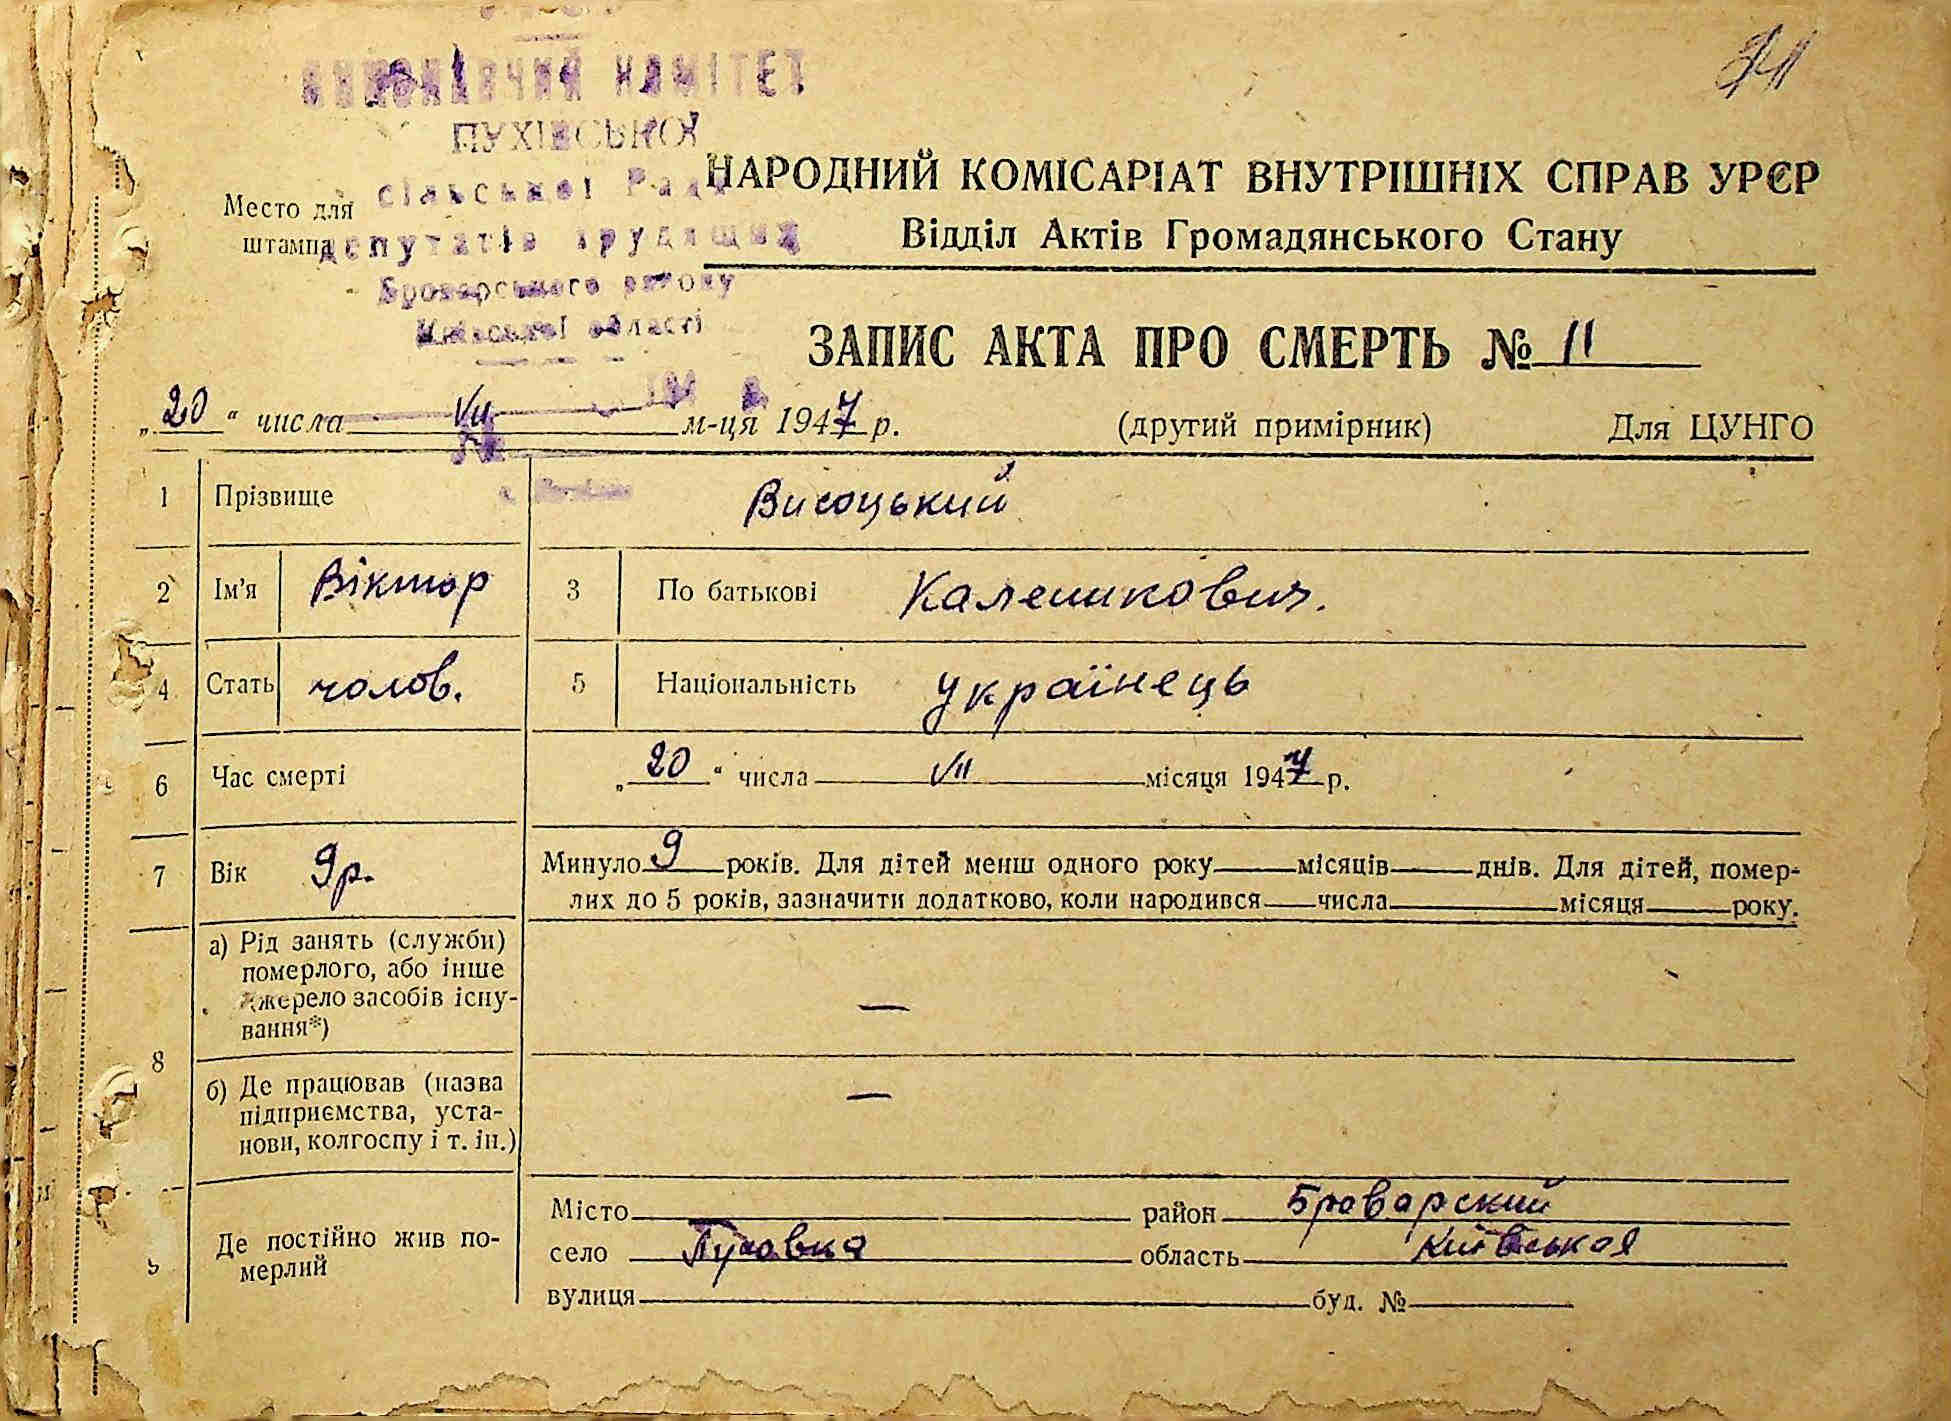 ВИКОНАВЧИЙ КОМІТЕТ
ПУХІВСЬКОЇ
сільської Ради
депутатів трудящих
Броварського району
Київської області
Место для
штампа
НАРОДНИЙ КОМІСАРІАТ ВНУТРІШНІХ СПРАВ УРЄР
Відділ Актів Громадянського Стану
ЗАПИС АКТА ПРО СМЕРТЬ № 11
„20“ числа VII м-ця 1947 р. (другий примірник) Для ЦУНГО
1 Прізвище Висоцький
2 Ім’я Віктор 3 По батькові Каленикович.
4 Стать чолов. 5 Національність українець
6 Час смерті „20“ числа VII місяця 1947 р.
7 Вік 9р. Минуло 9 років. Для дітей менш одного року місяців днів. Для дітей, помер-
лих до 5 років, зазначити додатково, коли народився числа місяця року.
8 а) Рід занять (служби)
померлого, або інше
джерело засобів існу-
вання*) —
б) Де працював (назва
підприємства, уста-
нови, колгоспу і т. ін.) —
9 Де постійно жив по-
мерлий
Місто район Броварский
село Пуховка область Київськая
вулиця буд. №